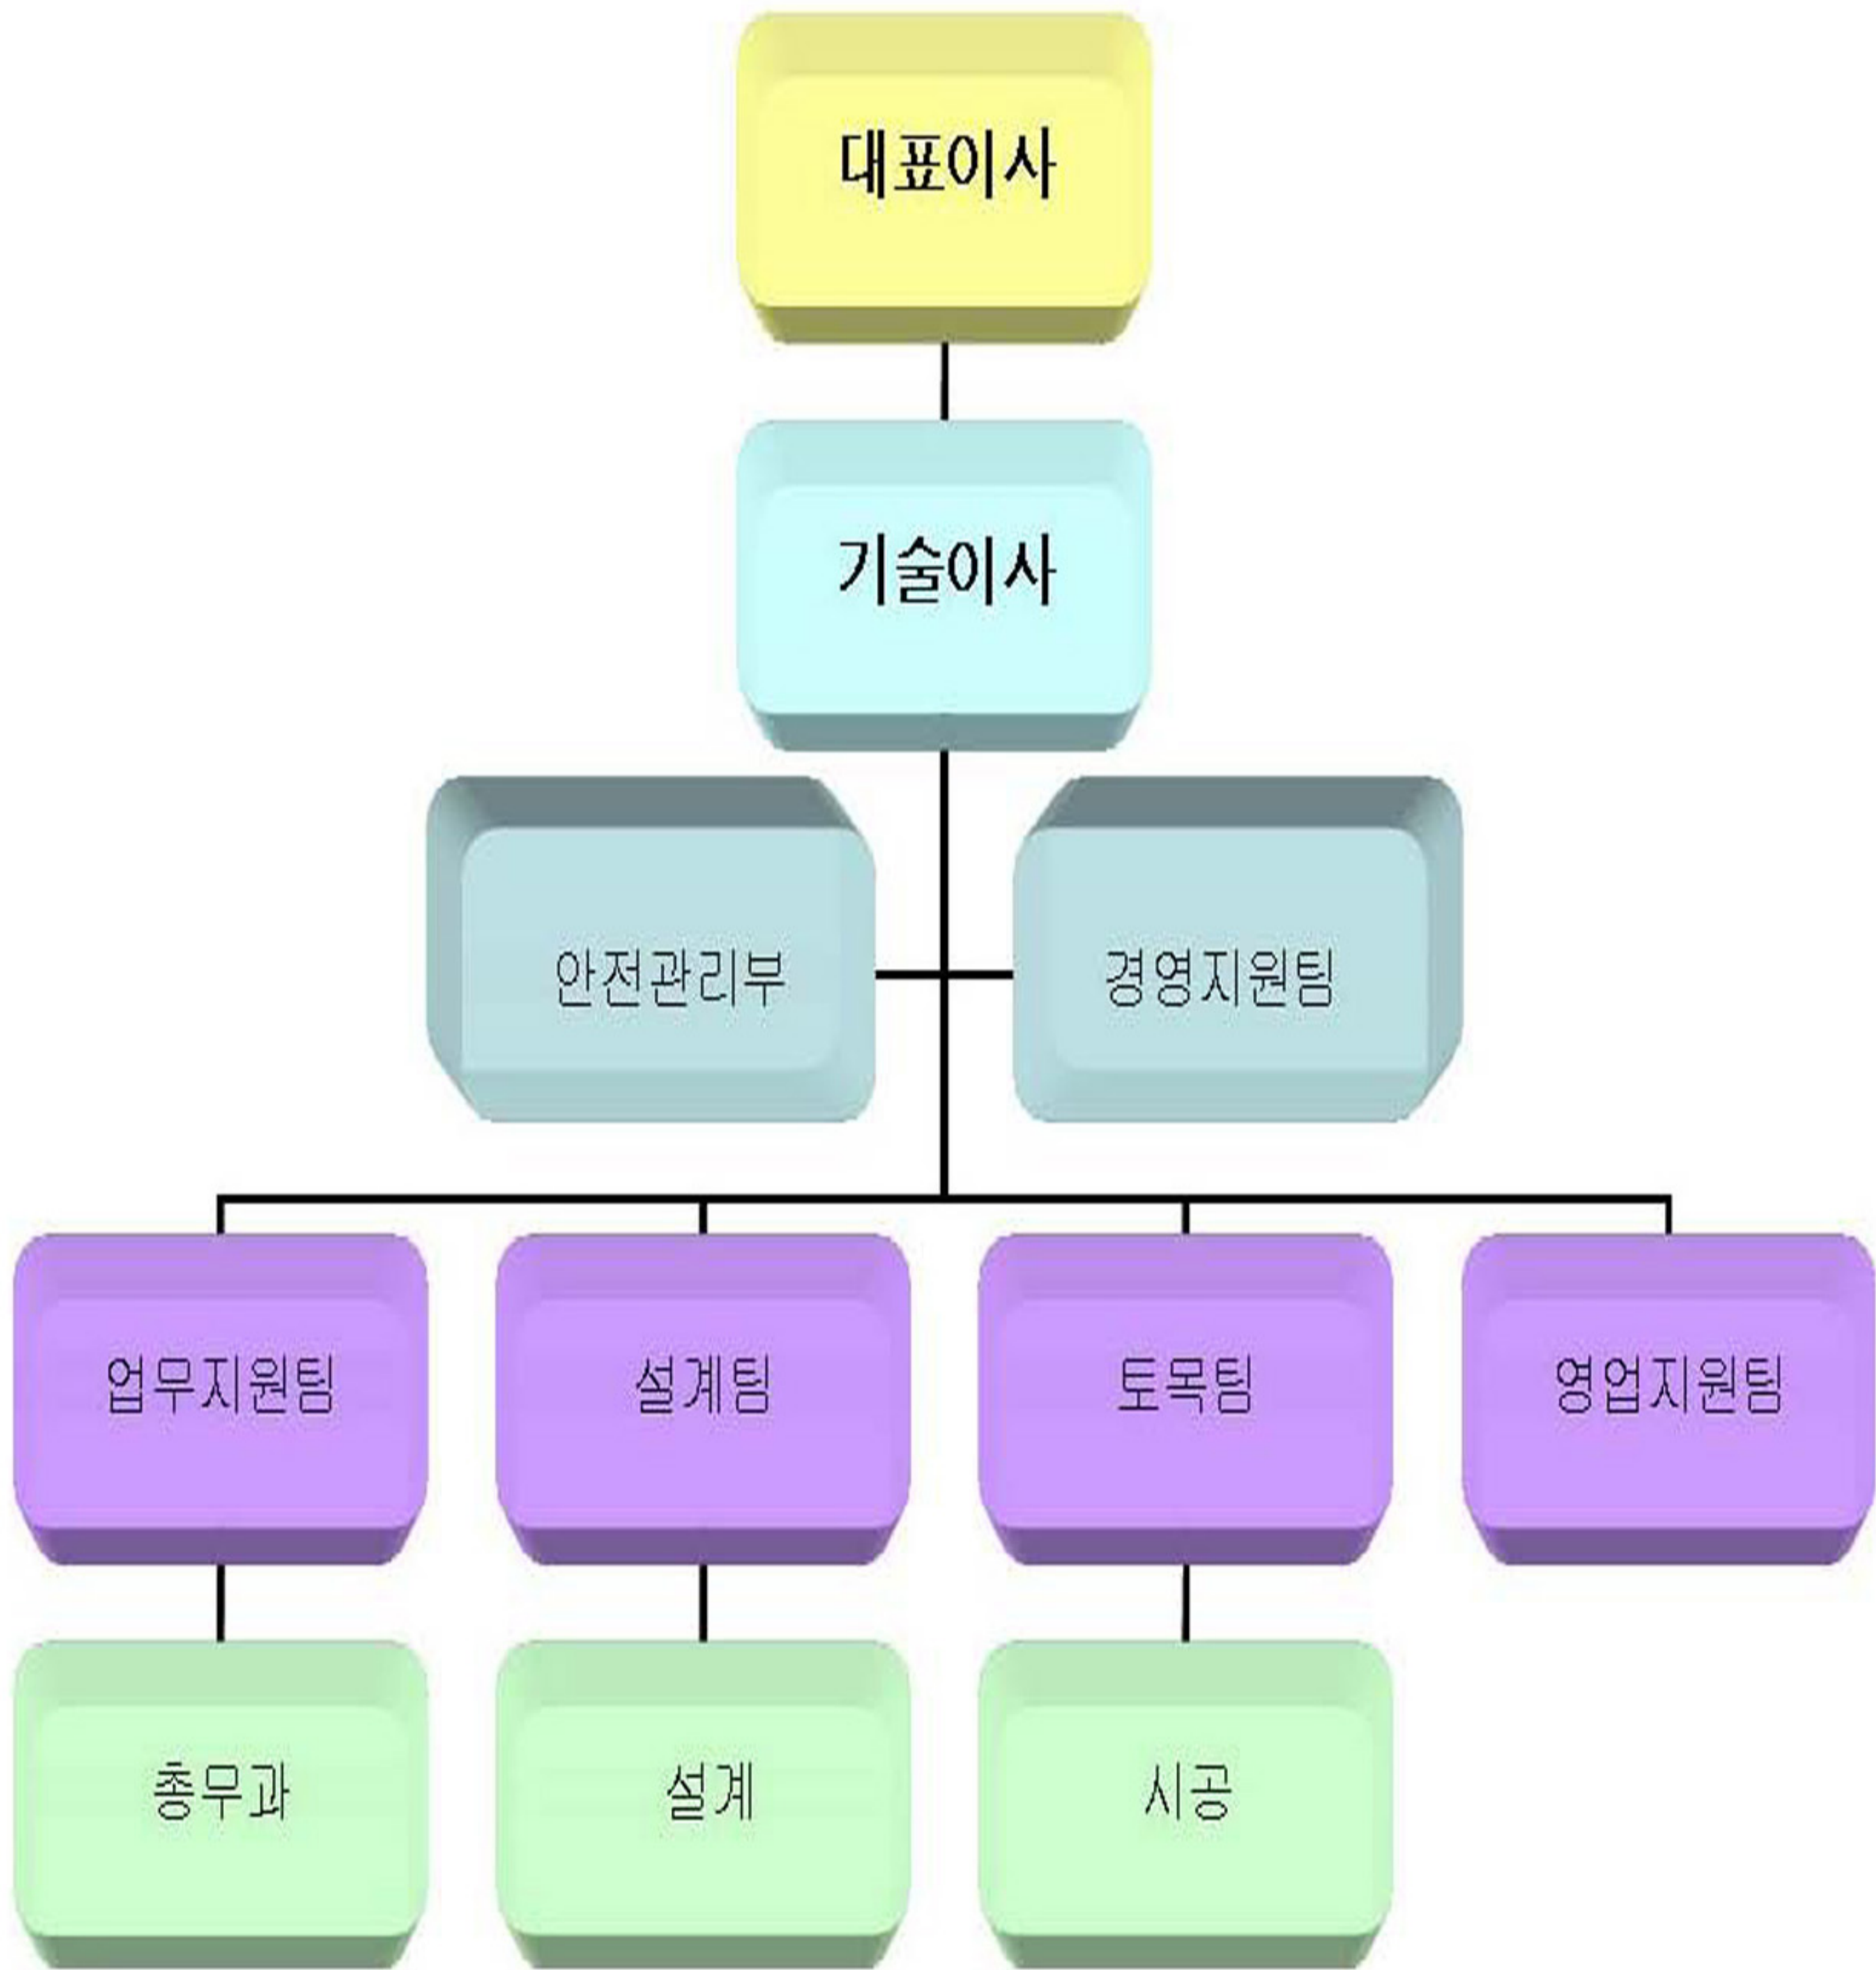 대표이사
기술이사
안전관리부
경영지원팀
업무지원팀
설계팀
토목팀
영업지원팀
총무과
설계
시공